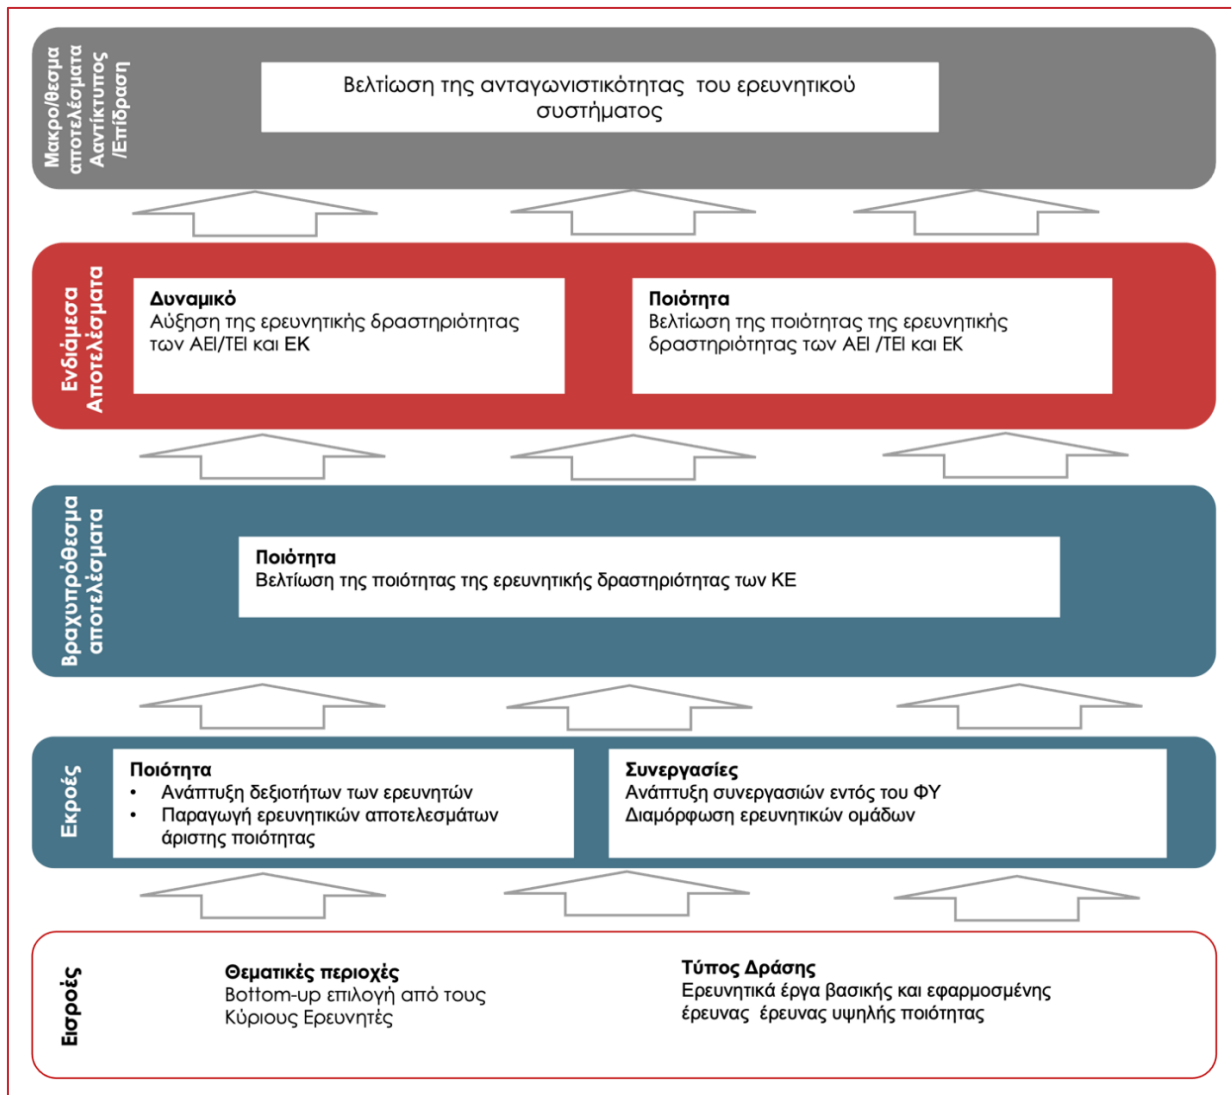 Μακρο/θεσμα
αποτελέσματα
Ααντίκτυπος
/Επίδραση
Βελτίωση της ανταγωνιστικότητας του ερευνητικού
συστήματος
Ενδιάμεσα
Αποτελέσματα
Δυναμικό
Αύξηση της ερευνητικής δραστηριότητας
των ΑΕΙ/ΤΕΙ και ΕΚ
Ποιότητα
Βελτίωση της ποιότητας της ερευνητικής
δραστηριότητας των ΑΕΙ /ΤΕΙ και ΕΚ
Βραχυπρόθεσμα
αποτελέσματα
Ποιότητα
Βελτίωση της ποιότητας της ερευνητικής δραστηριότητας των ΚΕ
Εκροές
Ποιότητα
• Ανάπτυξη δεξιοτήτων των ερευνητών
• Παραγωγή ερευνητικών αποτελεσμάτων
άριστης ποιότητας
Συνεργασίες
Ανάπτυξη συνεργασιών εντός του ΦΥ
Διαμόρφωση ερευνητικών ομάδων
Εισροές
Θεματικές περιοχές
Bottom-up επιλογή από τους
Κύριους Ερευνητές
Τύπος Δράσης
Ερευνητικά έργα βασικής και εφαρμοσμένης
έρευνας έρευνας υψηλής ποιότητας